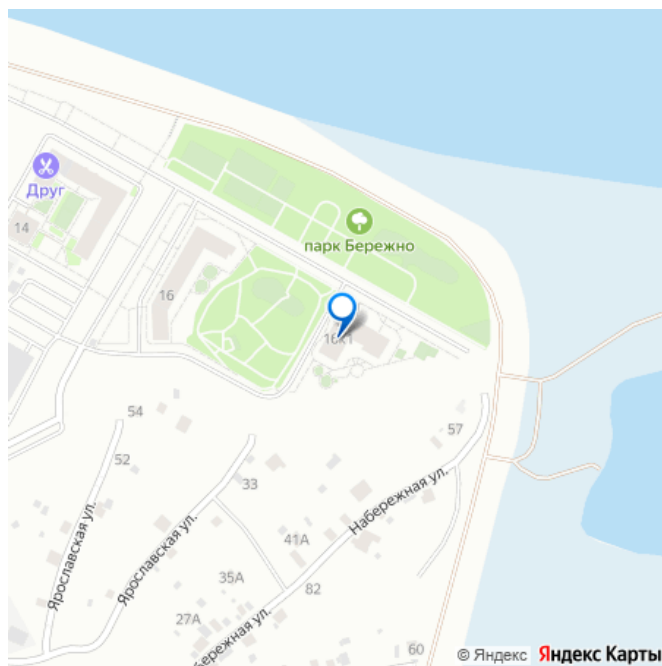 Друг
14
парк Бережно
16
16к1
54
57
52
33
Набережная ул.
Ярославская ул.
Ярославская ул.
41А
35А
82
27А
Набережная ул.
60
© Яндекс Яндекс Карты